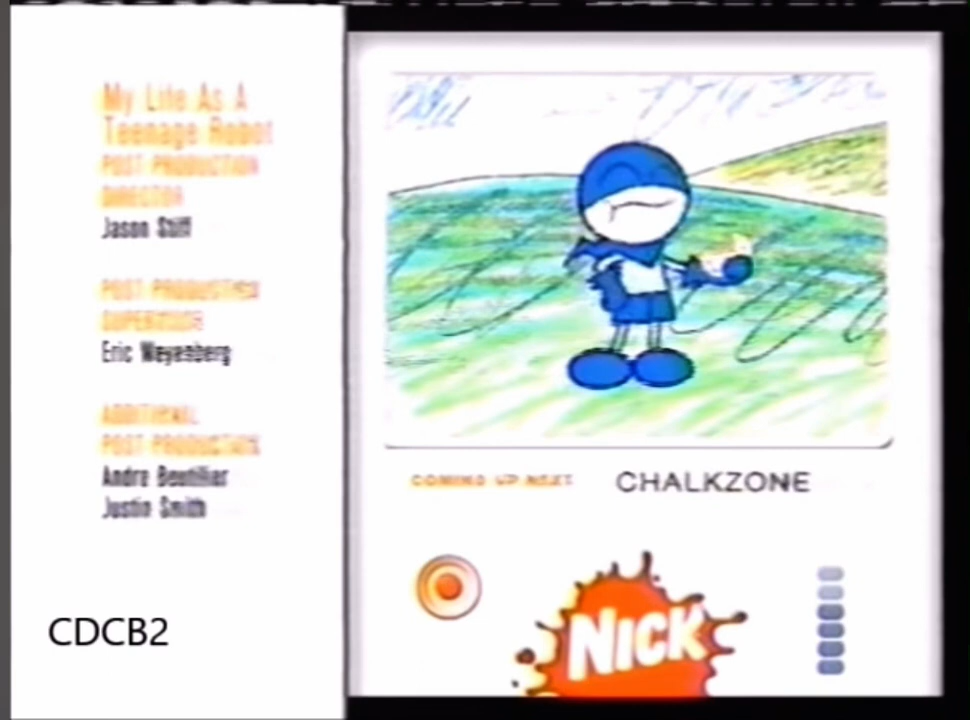 My Life As A
Teenage Robot
POST PRODUCTION
DIRECTOR
Jason Stiff
POST PRODUCTION
SUPERVISOR
Eric Weyenberg
ADDITIONAL
POST PRODUCTION
Andre Boutilier
Justin Smith
CDCB2
COMING UP NEXT CHALKZONE
NICK